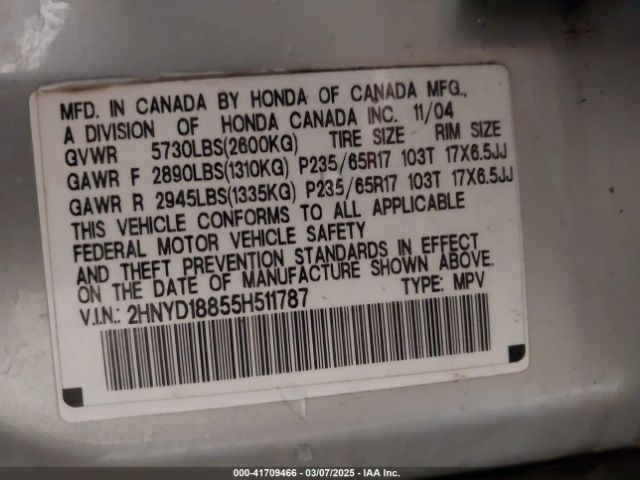 MFD. IN CANADA BY HONDA OF CANADA MFG.,
A DIVISION OF HONDA CANADA INC. 11/04
GVWR 5730LBS(2600KG) TIRE SIZE RIM SIZE
GAWR F 2890LBS(1310KG) P235/65R17 103T 17X6.5JJ
GAWR R 2945LBS(1335KG) P235/65R17 103T 17X6.5JJ
THIS VEHICLE CONFORMS TO ALL APPLICABLE
FEDERAL MOTOR VEHICLE SAFETY
AND THEFT PREVENTION STANDARDS IN EFFECT
ON THE DATE OF MANUFACTURE SHOWN ABOVE.
V.I.N.: 2HNYD18855H511787 TYPE: MPV
000-41709466 - 03/07/2025 - IAA Inc.